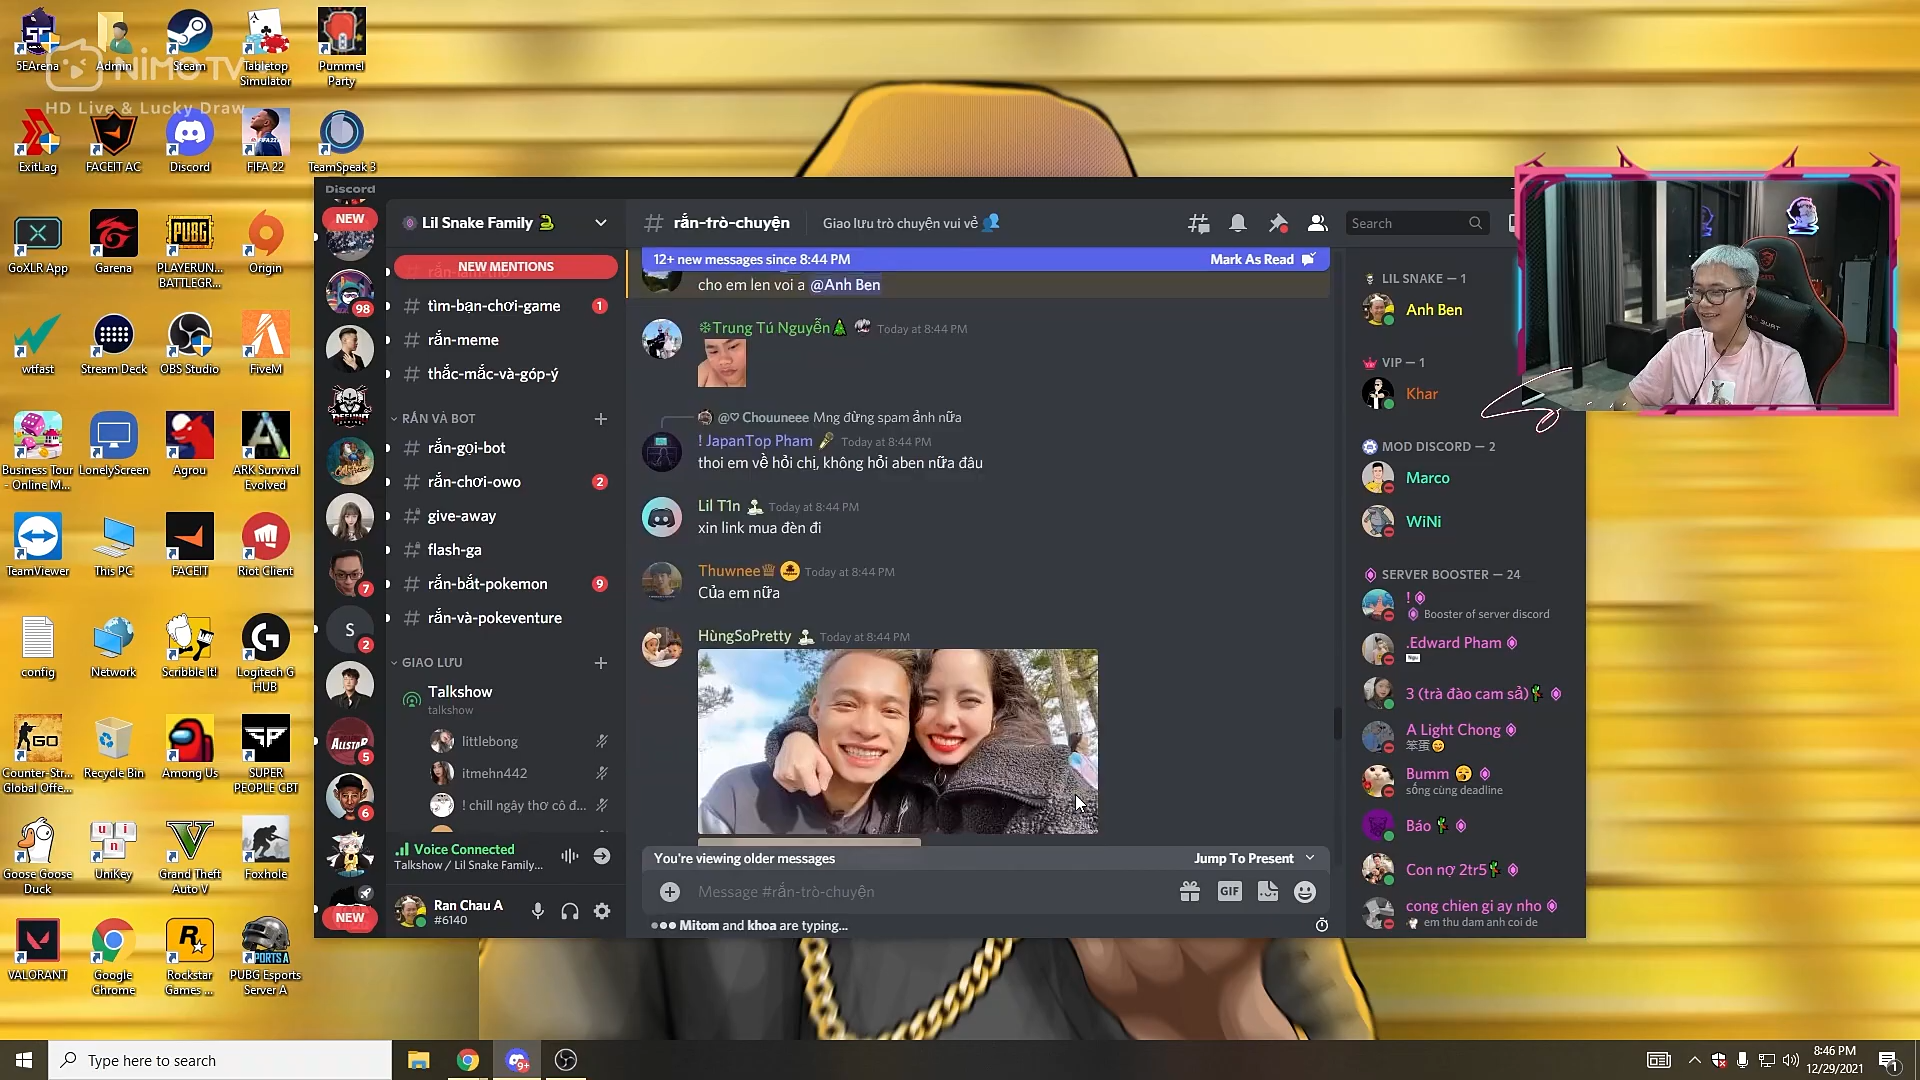 5EArena
Admin
Steam
Tabletop
Simulator
Pummel
Party
NiMO TV
HD Live & Lucky Draw
ExitLag
FACEIT AC
Discord
FIFA 22
TeamSpeak 3
GoXLR App
Garena
PLAYERUN...
BATTLEGR...
Origin
wtfast
Stream Deck
OBS Studio
FiveM
Business Tour
- Online M...
LonelyScreen
Agrou
ARK Survival
Evolved
TeamViewer
This PC
FACEIT
Riot Client
config
Network
Scribble It!
Logitech G
HUB
Counter-Str...
Global Offe...
Recycle Bin
Among Us
SUPER
PEOPLE CBT
Goose Goose
Duck
UniKey
Grand Theft
Auto V
Foxhole
VALORANT
Google
Chrome
Rockstar
Games ...
PUBG Esports
Server A
Discord
NEW
98
7
S
2
ALLSTAR
5
6
NEW
Lil Snake Family
NEW MENTIONS
# tìm-bạn-chơi-game 1
# rắn-meme
# thắc-mắc-và-góp-ý
RẮN VÀ BOT
# rắn-gọi-bot
# rắn-chơi-owo 2
# give-away
# flash-ga
# rắn-bắt-pokemon 9
# rắn-và-pokeventure
GIAO LƯU
Talkshow
talkshow
littlebong
itmehn442
! chill ngây thơ cô đ...
Voice Connected
Talkshow / Lil Snake Family...
Ran Chau A
#6140
# rắn-trò-chuyện
Giao lưu trò chuyện vui vẻ
Search
12+ new messages since 8:44 PM
Mark As Read
cho em len voi a @Anh Ben
❄Trung Tú Nguyễn🎄 Today at 8:44 PM
@♡ Chouuneee Mng đừng spam ảnh nữa
! JapanTop Pham 🎤 Today at 8:44 PM
thoi em về hỏi chị, không hỏi aben nữa đâu
Lil T1n Today at 8:44 PM
xin link mua đèn đi
Thuwnee♕ Today at 8:44 PM
Của em nữa
HùngSoPretty Today at 8:44 PM
You're viewing older messages
Jump To Present
Message #rắn-trò-chuyện
GIF
Mitom and khoa are typing...
LIL SNAKE — 1
Anh Ben
VIP — 1
Khar
MOD DISCORD — 2
Marco
WiNi
SERVER BOOSTER — 24
!
Booster of server discord
.Edward Pham
3 (trà đào cam sả)
A Light Chong
笨蛋😊
Bumm 🥱
sống cùng deadline
Báo
Con nợ 2tr5
cong chien gi ay nho
em thu dam anh coi de
Type here to search
9+
8:46 PM
12/29/2021
1